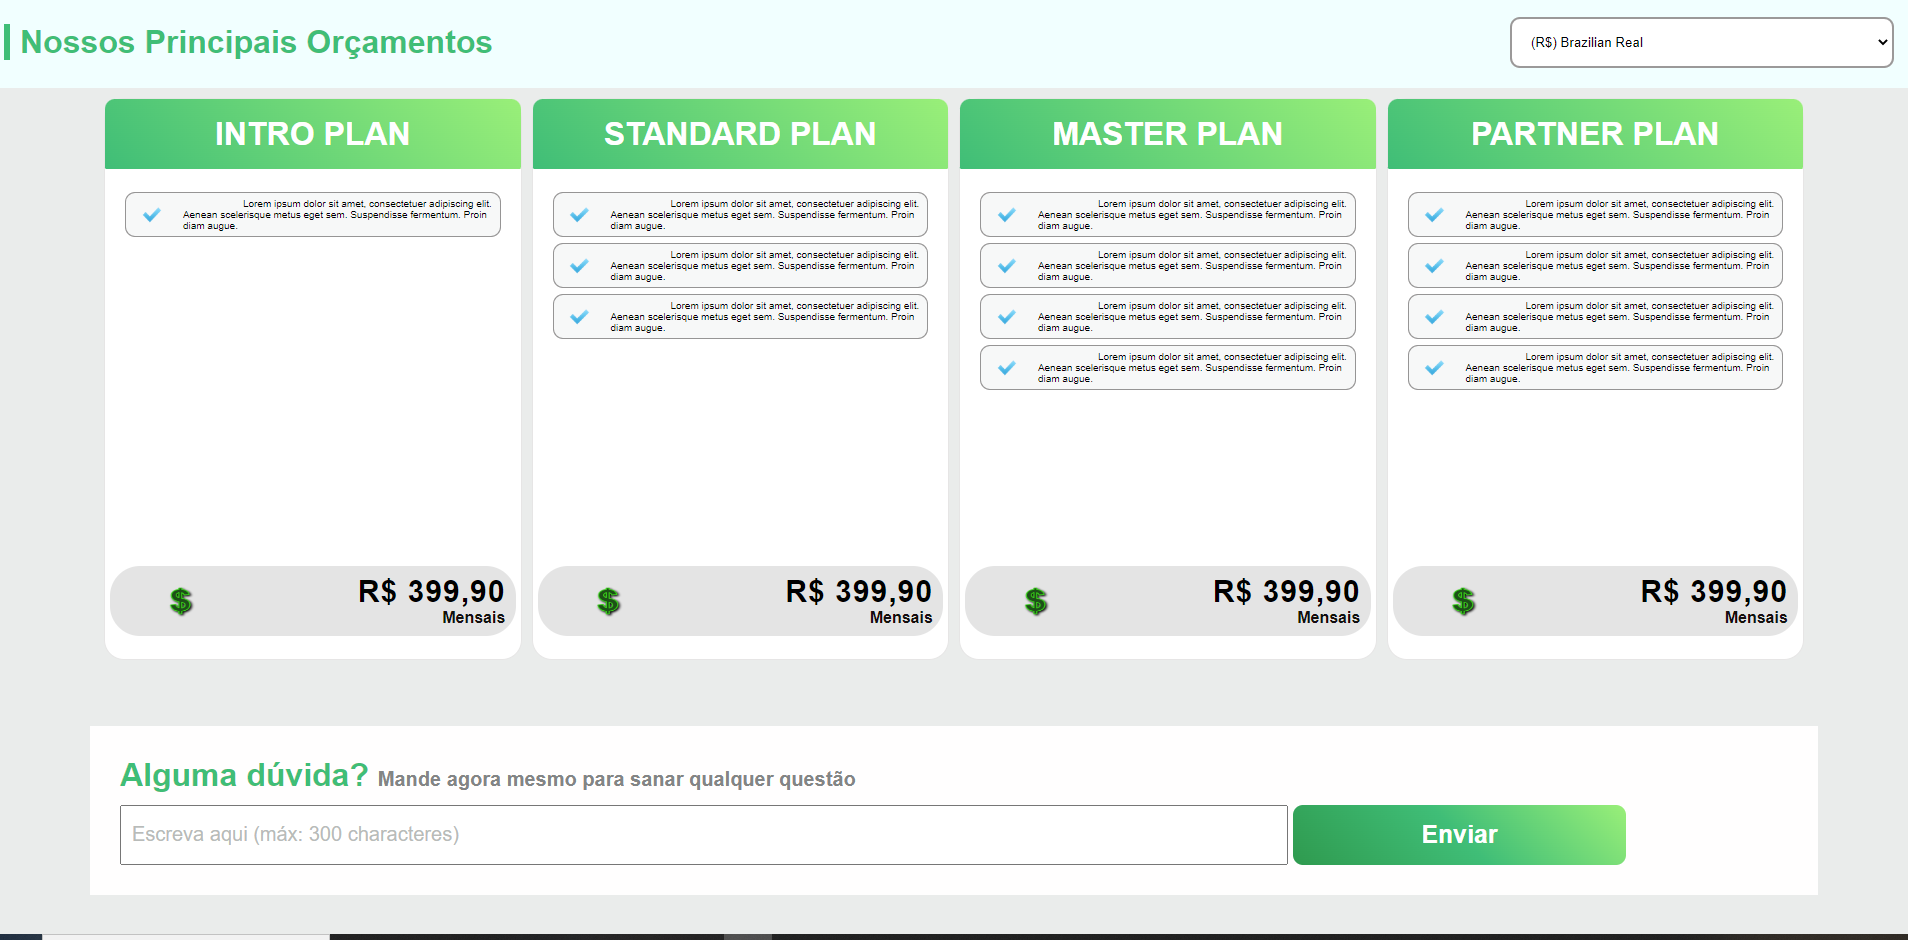 Nossos Principais Orçamentos
(R$) Brazilian Real
INTRO PLAN
Lorem ipsum dolor sit amet, consectetuer adipiscing elit.
Aenean scelerisque metus eget sem. Suspendisse fermentum. Proin
diam augue.
R$ 399,90
Mensais
STANDARD PLAN
Lorem ipsum dolor sit amet, consectetuer adipiscing elit.
Aenean scelerisque metus eget sem. Suspendisse fermentum. Proin
diam augue.
Lorem ipsum dolor sit amet, consectetuer adipiscing elit.
Aenean scelerisque metus eget sem. Suspendisse fermentum. Proin
diam augue.
Lorem ipsum dolor sit amet, consectetuer adipiscing elit.
Aenean scelerisque metus eget sem. Suspendisse fermentum. Proin
diam augue.
R$ 399,90
Mensais
MASTER PLAN
Lorem ipsum dolor sit amet, consectetuer adipiscing elit.
Aenean scelerisque metus eget sem. Suspendisse fermentum. Proin
diam augue.
Lorem ipsum dolor sit amet, consectetuer adipiscing elit.
Aenean scelerisque metus eget sem. Suspendisse fermentum. Proin
diam augue.
Lorem ipsum dolor sit amet, consectetuer adipiscing elit.
Aenean scelerisque metus eget sem. Suspendisse fermentum. Proin
diam augue.
Lorem ipsum dolor sit amet, consectetuer adipiscing elit.
Aenean scelerisque metus eget sem. Suspendisse fermentum. Proin
diam augue.
R$ 399,90
Mensais
PARTNER PLAN
Lorem ipsum dolor sit amet, consectetuer adipiscing elit.
Aenean scelerisque metus eget sem. Suspendisse fermentum. Proin
diam augue.
Lorem ipsum dolor sit amet, consectetuer adipiscing elit.
Aenean scelerisque metus eget sem. Suspendisse fermentum. Proin
diam augue.
Lorem ipsum dolor sit amet, consectetuer adipiscing elit.
Aenean scelerisque metus eget sem. Suspendisse fermentum. Proin
diam augue.
Lorem ipsum dolor sit amet, consectetuer adipiscing elit.
Aenean scelerisque metus eget sem. Suspendisse fermentum. Proin
diam augue.
R$ 399,90
Mensais
Alguma dúvida? Mande agora mesmo para sanar qualquer questão
Escreva aqui (máx: 300 characteres)
Enviar